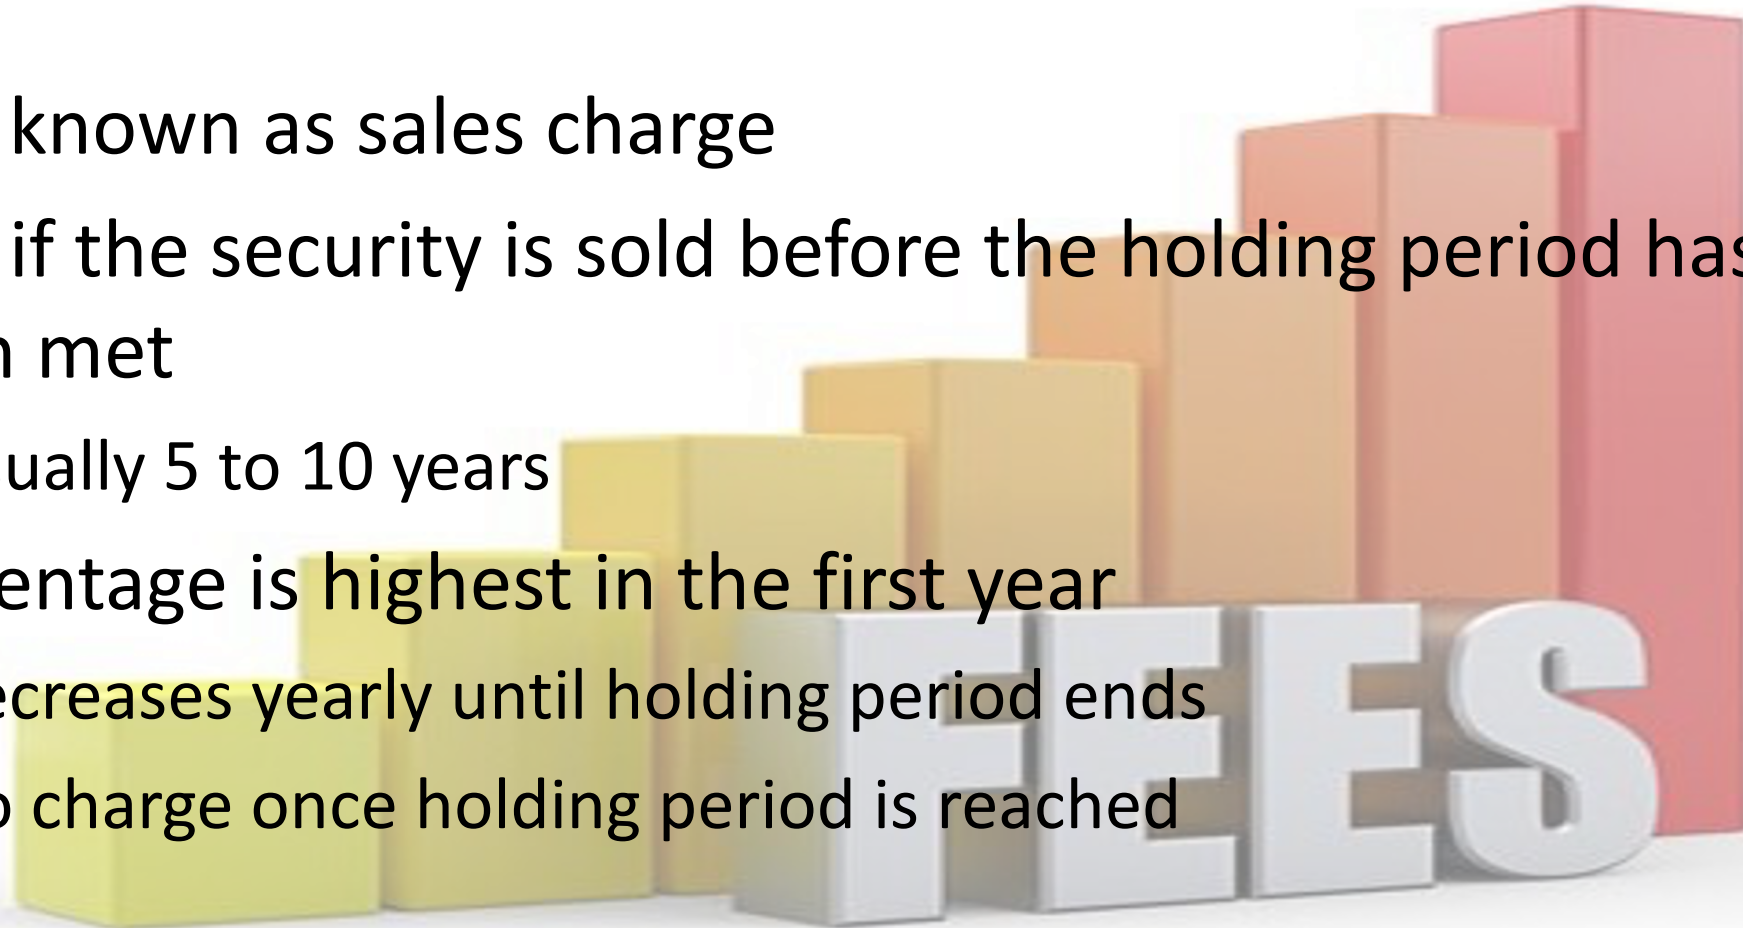 known as sales charge
if the security is sold before the holding period has
n met
ually 5 to 10 years
entage is highest in the first year
ecreases yearly until holding period ends
o charge once holding period is reached
FEES